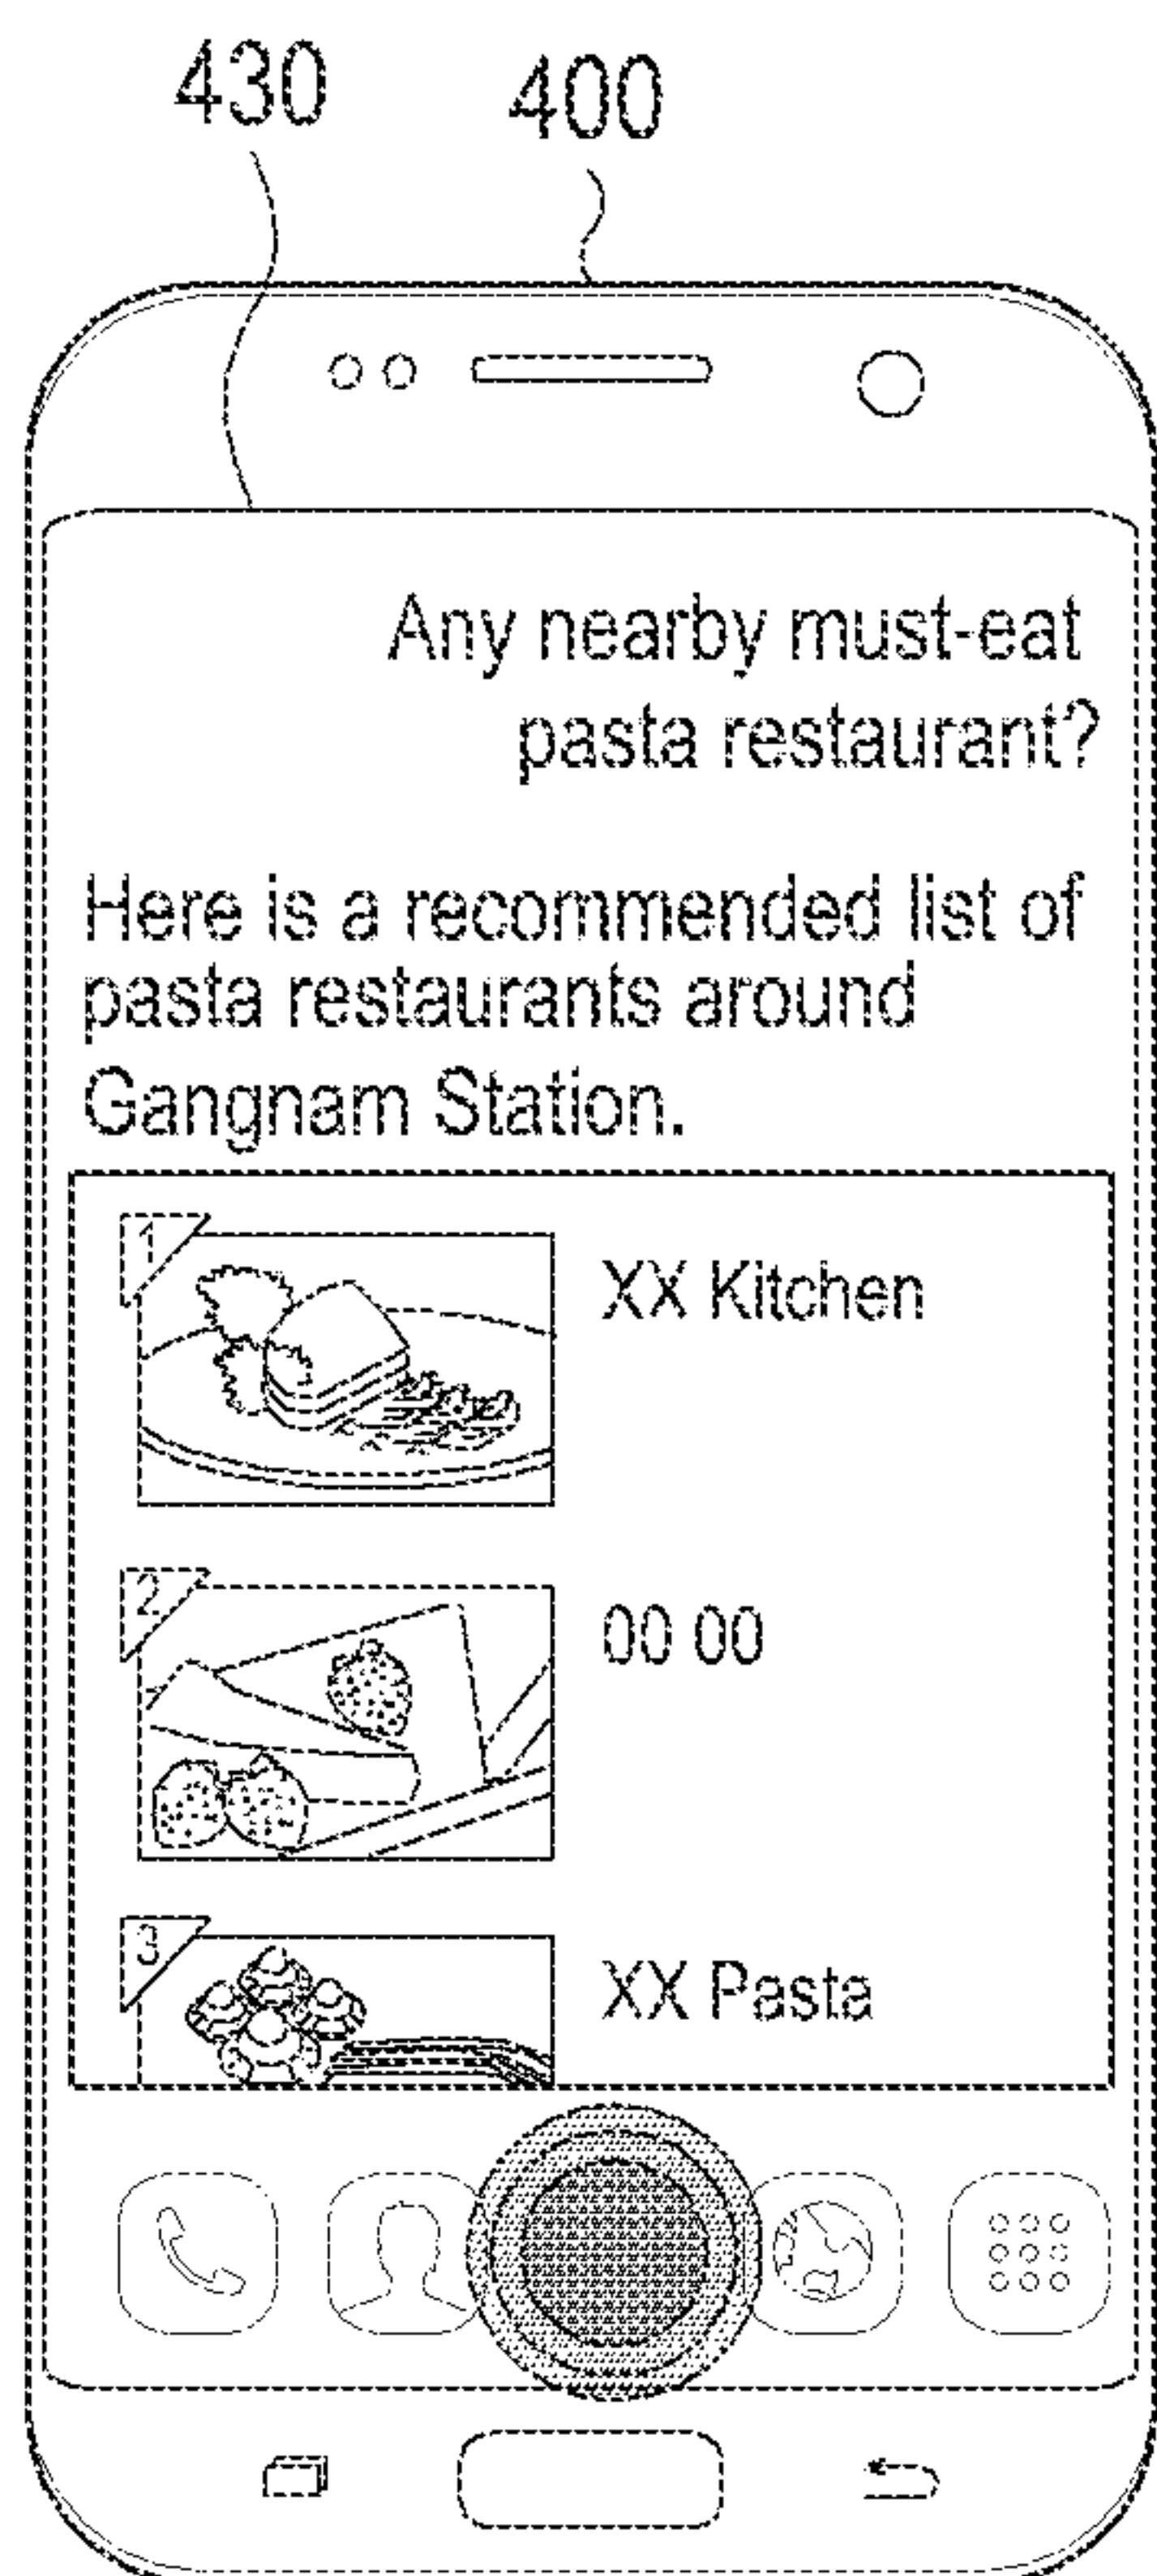 430 400
Any nearby must-eat
pasta restaurant?
Here is a recommended list of
pasta restaurants around
Gangnam Station.
1
XX Kitchen
2
00 00
3
XX Pasta